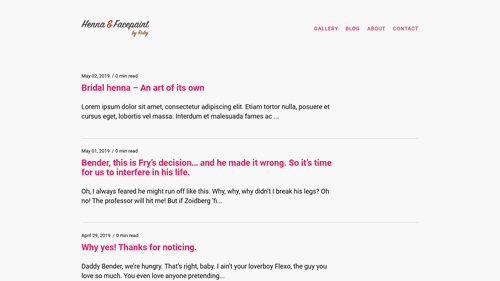 Henna & Facepaint
by Ruby
GALLERY BLOG ABOUT CONTACT
May 02, 2019 / 0 min read
Bridal henna – An art of its own
Lorem ipsum dolor sit amet, consectetur adipiscing elit. Etiam tortor nulla, posuere et
cursus eget, lobortis vel massa. Interdum et malesuada fames ac ...
May 01, 2019 / 0 min read
Bender, this is Fry's decision… and he made it wrong. So it's time
for us to interfere in his life.
Oh, I always feared he might run off like this. Why, why, why didn't I break his legs? Oh
no! The professor will hit me! But if Zoidberg 'fi...
April 29, 2019 / 0 min read
Why yes! Thanks for noticing.
Daddy Bender, we're hungry. That's right, baby. I ain't your loverboy Flexo, the guy you
love so much. You even love anyone pretending...